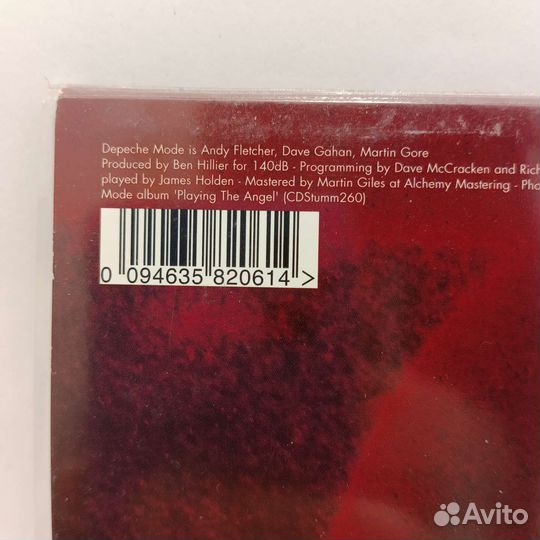 Depeche Mode is Andy Fletcher, Dave Gahan, Martin Gore
Produced by Ben Hillier for 140dB - Programming by Dave McCracken and Rich
played by James Holden - Mastered by Martin Giles at Alchemy Mastering - Pho
Mode album 'Playing The Angel' (CDStumm260)
0 094635 820614 >
Avito